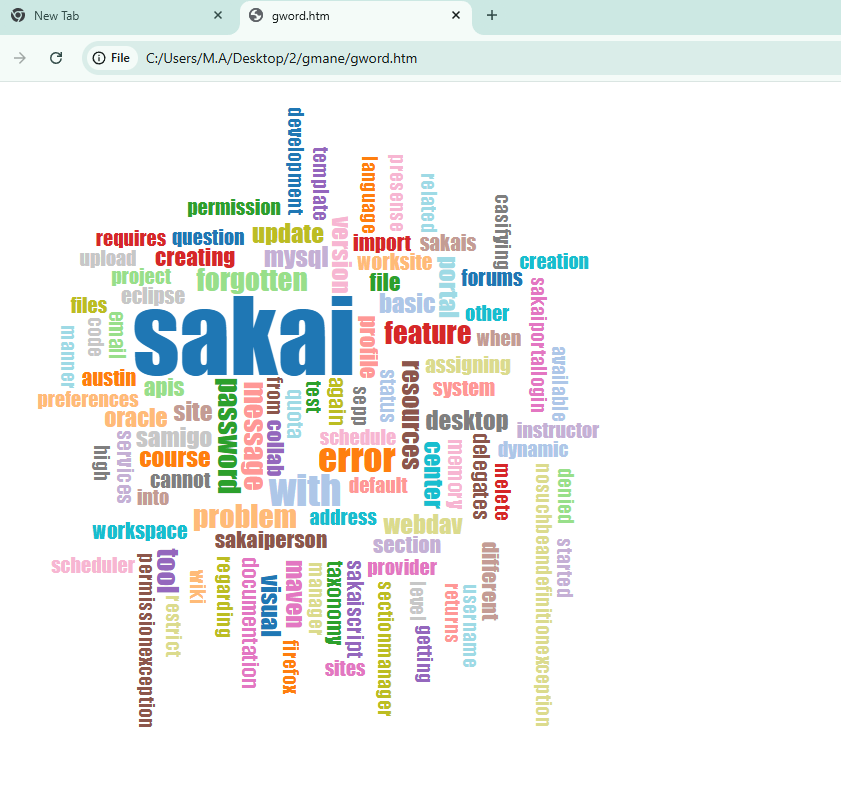 New Tab
gword.htm
File
C:/Users/M.A/Desktop/2/gmane/gword.htm
development
template
language
presense
related
casifying
permission
requires
question
update
version
import
sakais
upload
creating
mysql
worksite
creation
project
forgotten
file
portal
forums
files
eclipse
basic
other
sakaiportallogin
manner
code
email
sakai
profile
feature
when
available
austin
apis
assigning
preferences
password
message
from
quota
test
again
sepp
status
resources
system
oracle
site
desktop
instructor
samigo
collab
schedule
dynamic
high
services
course
error
center
memory
delegates
melete
cannot
with
default
nosuchbeandefinitionexception
denied
into
problem
address
webdav
workspace
sakaiperson
section
started
scheduler
permissionexception
tool
restrict
wiki
regarding
documentation
visual
maven
manager
taxonomy
sakaiscript
provider
different
sectionmanager
level
returns
username
firefox
getting
sites